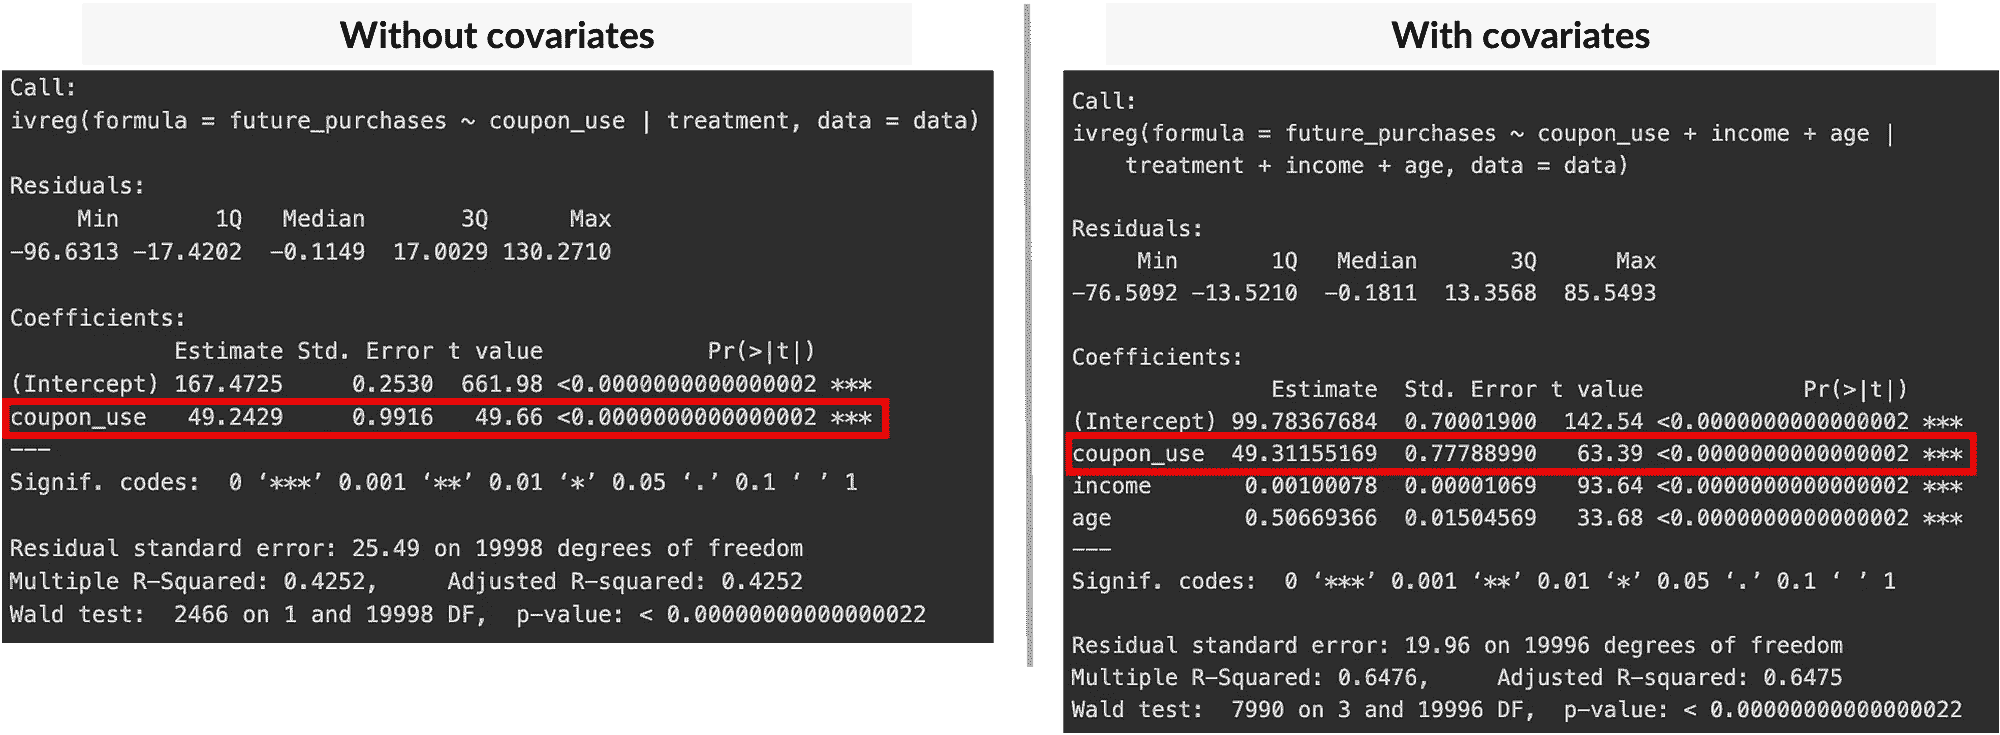 Without covariates
Call:
ivreg(formula = future_purchases ~ coupon_use | treatment, data = data)
Residuals:
Min 1Q Median 3Q Max
−96.6313 −17.4202 −0.1149 17.0029 130.2710
Coefficients:
Estimate Std. Error t value Pr(>|t|)
(Intercept) 167.4725 0.2530 661.98 <0.0000000000000002 ***
coupon_use 49.2429 0.9916 49.66 <0.0000000000000002 ***
−−−
Signif. codes: 0 ‘***’ 0.001 ‘**’ 0.01 ‘*’ 0.05 ‘.’ 0.1 ‘ ’ 1
Residual standard error: 25.49 on 19998 degrees of freedom
Multiple R−Squared: 0.4252, Adjusted R−squared: 0.4252
Wald test: 2466 on 1 and 19998 DF, p−value: < 0.00000000000000022
With covariates
Call:
ivreg(formula = future_purchases ~ coupon_use + income + age |
treatment + income + age, data = data)
Residuals:
Min 1Q Median 3Q Max
−76.5092 −13.5210 −0.1811 13.3568 85.5493
Coefficients:
Estimate Std. Error t value Pr(>|t|)
(Intercept) 99.78367684 0.70001900 142.54 <0.0000000000000002 ***
coupon_use 49.31155169 0.77788990 63.39 <0.0000000000000002 ***
income 0.00100078 0.00001069 93.64 <0.0000000000000002 ***
age 0.50669366 0.01504569 33.68 <0.0000000000000002 ***
−−−
Signif. codes: 0 ‘***’ 0.001 ‘**’ 0.01 ‘*’ 0.05 ‘.’ 0.1 ‘ ’ 1
Residual standard error: 19.96 on 19996 degrees of freedom
Multiple R−Squared: 0.6476, Adjusted R−squared: 0.6475
Wald test: 7990 on 3 and 19996 DF, p−value: < 0.00000000000000022